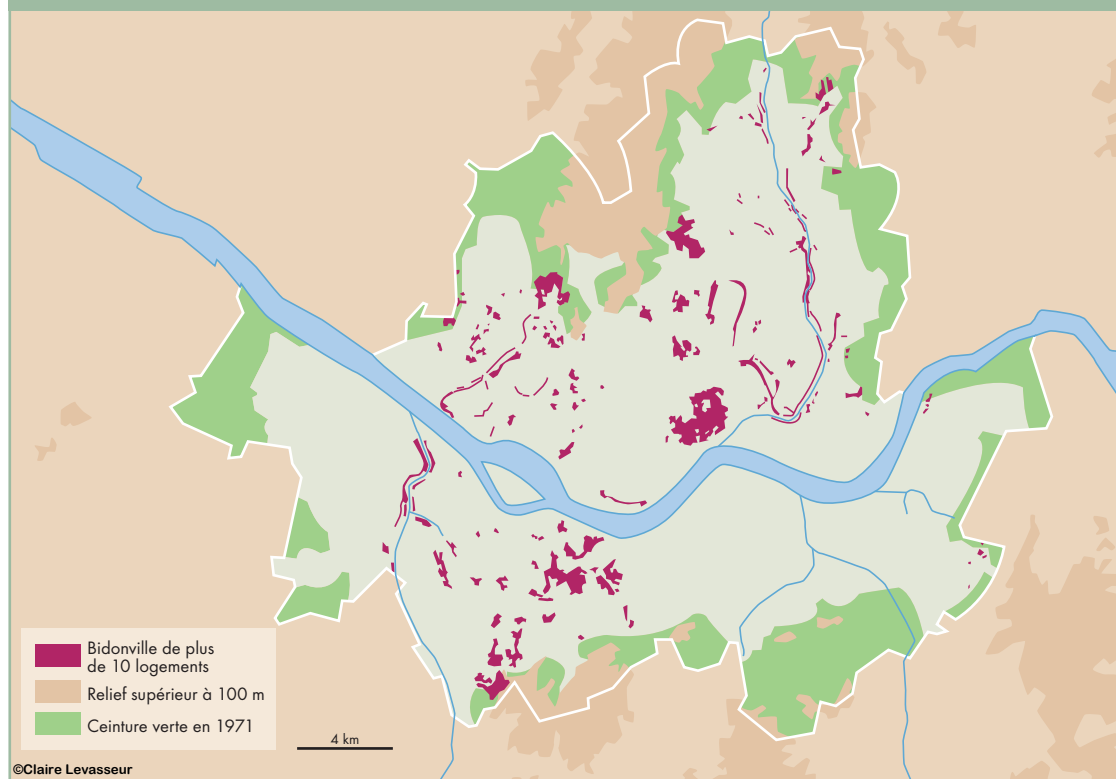 Bidonville de plus
de 10 logements
Relief supérieur à 100 m
Ceinture verte en 1971
4 km
©Claire Levasseur